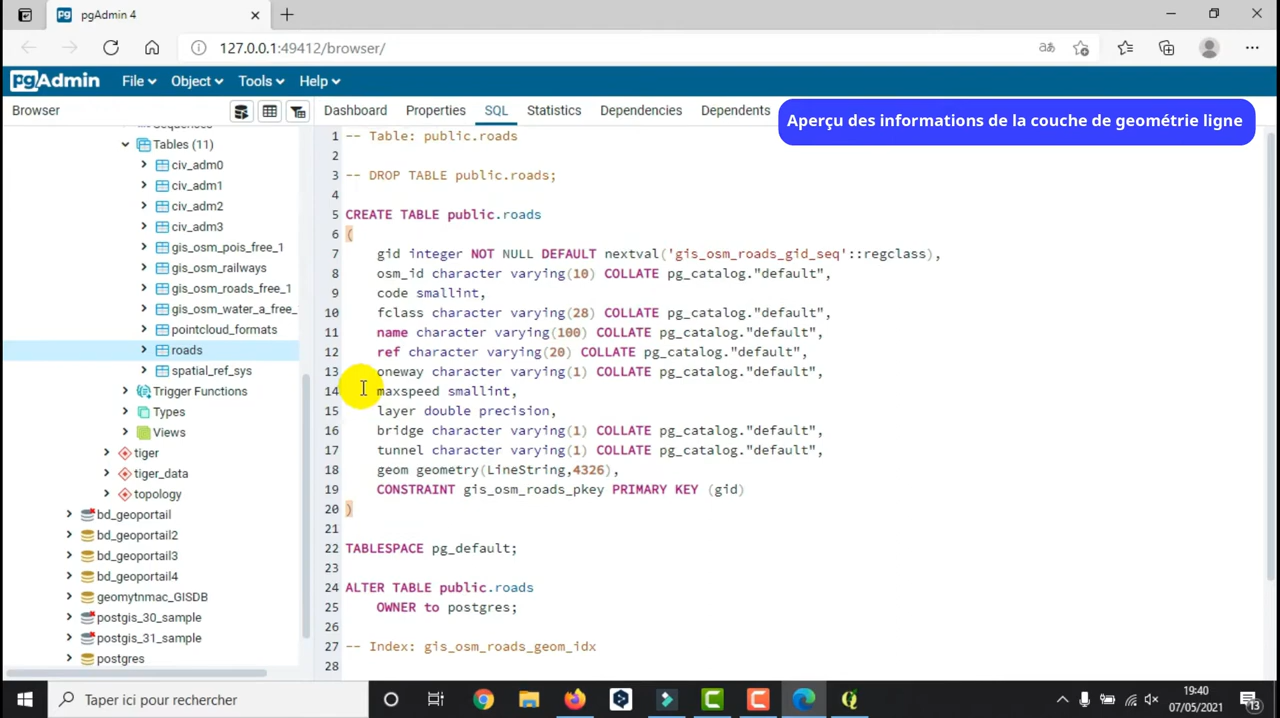 pgAdmin 4
127.0.0.1:49412/browser/
pgAdmin File Object Tools Help
Browser
Dashboard Properties SQL Statistics Dependencies Dependents
Aperçu des informations de la couche de geométrie ligne
Tables (11)
civ_adm0
civ_adm1
civ_adm2
civ_adm3
gis_osm_pois_free_1
gis_osm_railways
gis_osm_roads_free_1
gis_osm_water_a_free_
pointcloud_formats
roads
spatial_ref_sys
Trigger Functions
Types
Views
tiger
tiger_data
topology
bd_geoportail
bd_geoportail2
bd_geoportail3
bd_geoportail4
geomytnmac_GISDB
postgis_30_sample
postgis_31_sample
postgres
1 -- Table: public.roads
2
3 -- DROP TABLE public.roads;
4
5 CREATE TABLE public.roads
6 (
7 gid integer NOT NULL DEFAULT nextval('gis_osm_roads_gid_seq'::regclass),
8 osm_id character varying(10) COLLATE pg_catalog."default",
9 code smallint,
10 fclass character varying(28) COLLATE pg_catalog."default",
11 name character varying(100) COLLATE pg_catalog."default",
12 ref character varying(20) COLLATE pg_catalog."default",
13 oneway character varying(1) COLLATE pg_catalog."default",
14 maxspeed smallint,
15 layer double precision,
16 bridge character varying(1) COLLATE pg_catalog."default",
17 tunnel character varying(1) COLLATE pg_catalog."default",
18 geom geometry(LineString,4326),
19 CONSTRAINT gis_osm_roads_pkey PRIMARY KEY (gid)
20 )
21
22 TABLESPACE pg_default;
23
24 ALTER TABLE public.roads
25 OWNER to postgres;
26
27 -- Index: gis_osm_roads_geom_idx
28
Taper ici pour rechercher
19:40
07/05/2021
13